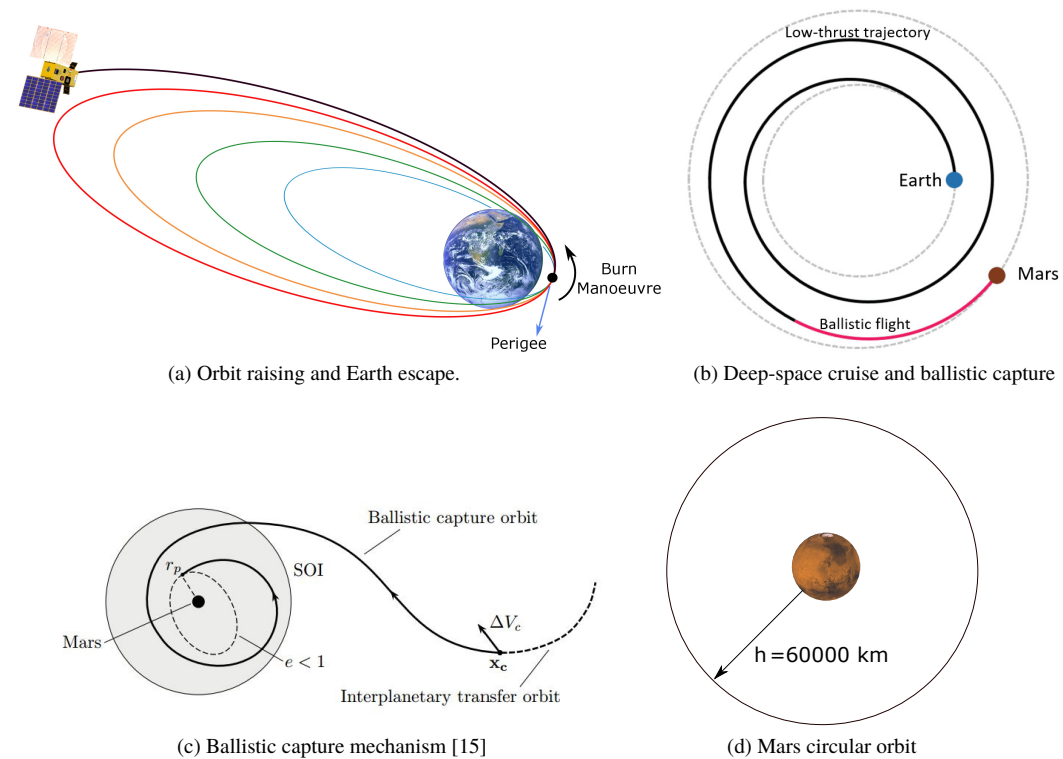 Burn
Manoeuvre
Perigee
(a) Orbit raising and Earth escape.
Low-thrust trajectory
Earth
Mars
Ballistic flight
(b) Deep-space cruise and ballistic capture
Ballistic capture orbit
r_p
SOI
Mars
e < 1
ΔV_c
x_c
Interplanetary transfer orbit
(c) Ballistic capture mechanism [15]
h =60000 km
(d) Mars circular orbit